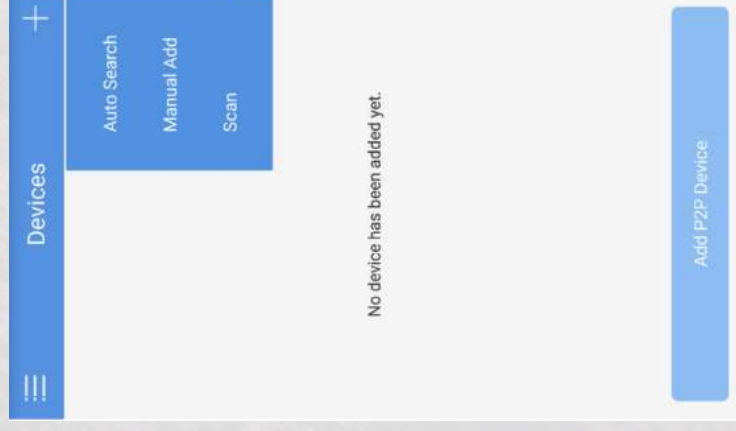 Devices
Auto Search
Manual Add
Scan
No device has been added yet.
Add P2P Device